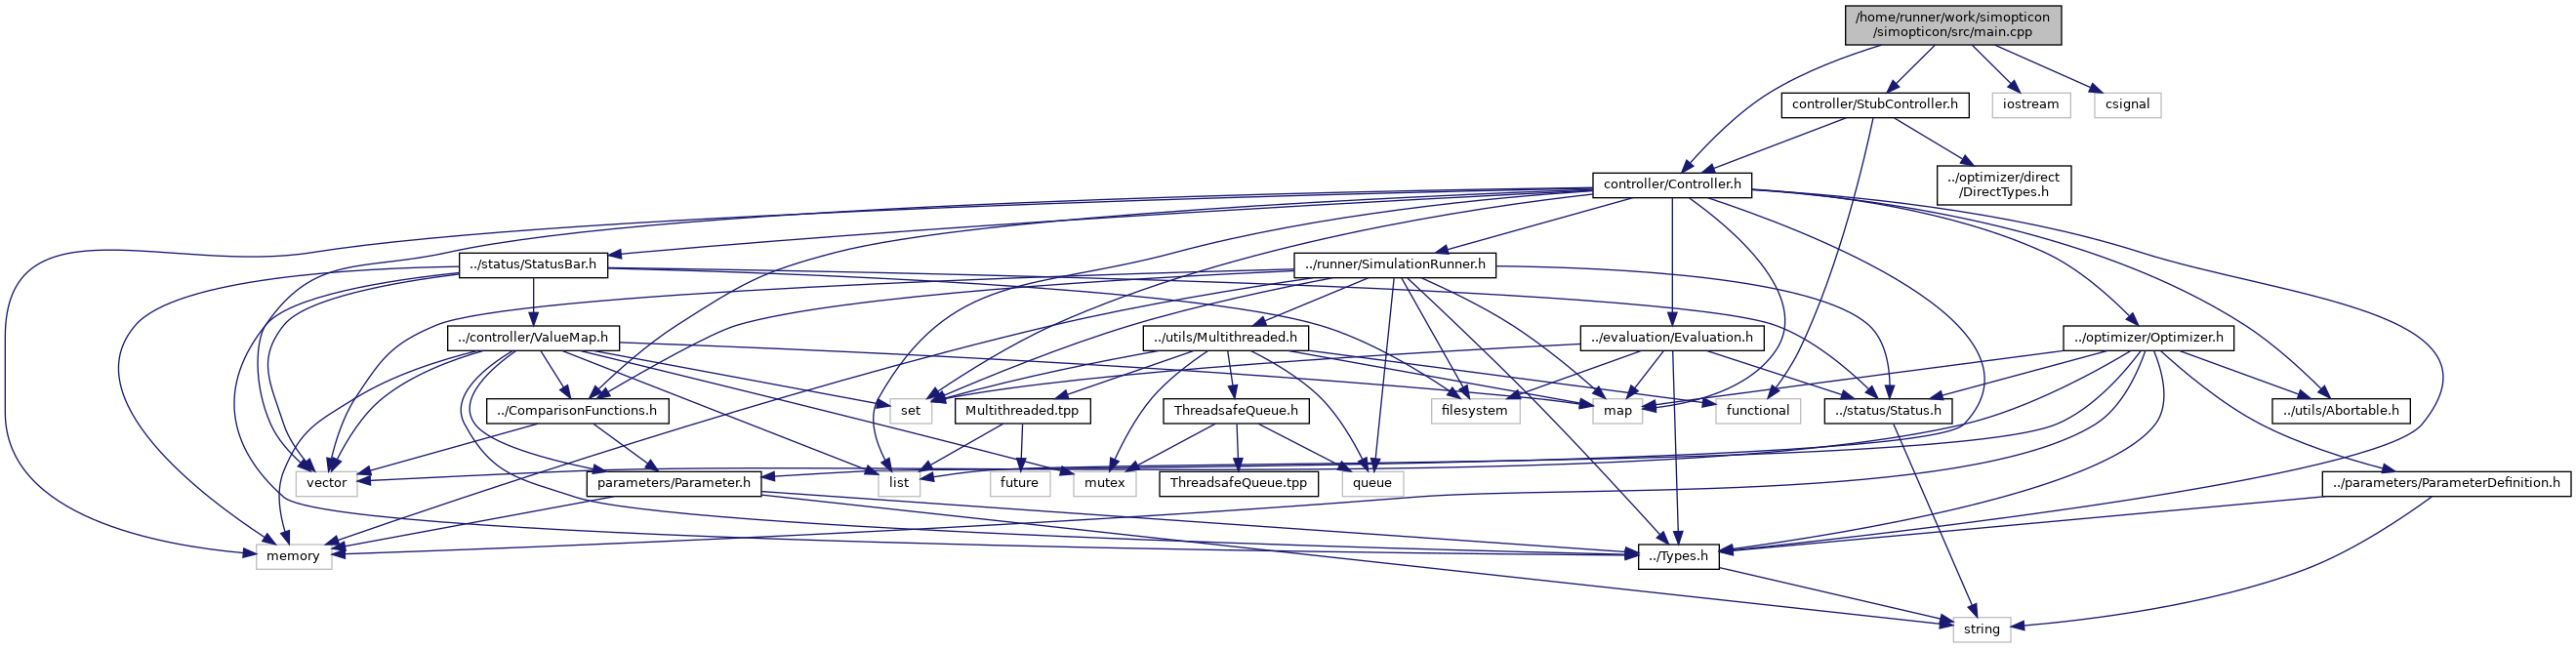 /home/runner/work/simopticon
/simopticon/src/main.cpp
controller/StubController.h
iostream
csignal
controller/Controller.h
../optimizer/direct
/DirectTypes.h
../status/StatusBar.h
../runner/SimulationRunner.h
../controller/ValueMap.h
../utils/Multithreaded.h
../evaluation/Evaluation.h
../optimizer/Optimizer.h
../ComparisonFunctions.h
set
Multithreaded.tpp
ThreadsafeQueue.h
filesystem
map
functional
../status/Status.h
../utils/Abortable.h
vector
parameters/Parameter.h
list
future
mutex
ThreadsafeQueue.tpp
queue
../parameters/ParameterDefinition.h
memory
../Types.h
string